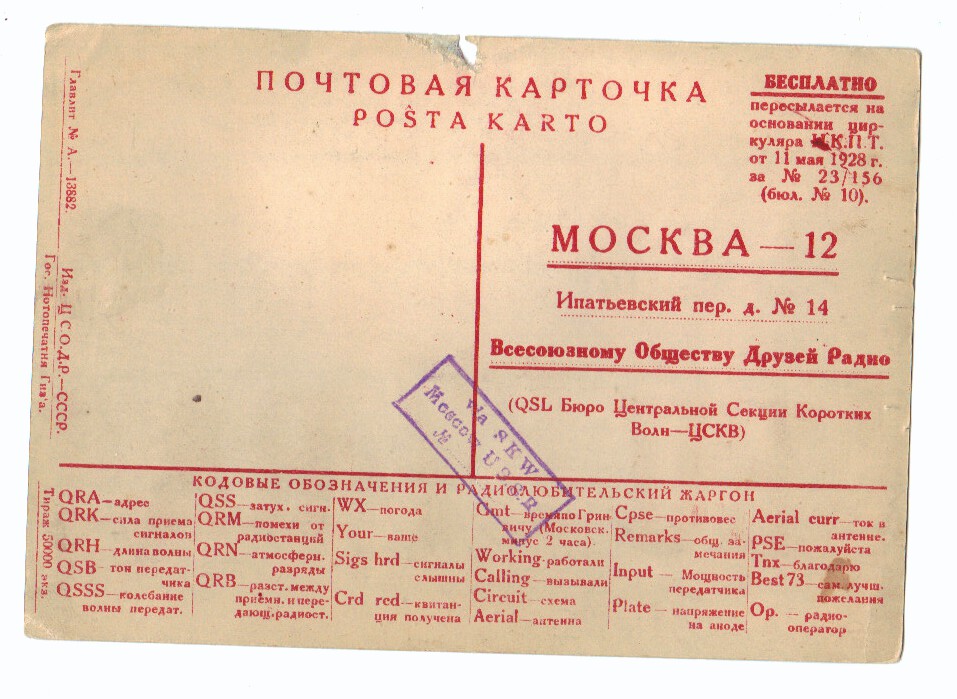 ПОЧТОВАЯ КАРТОЧКА
POŜTA KARTO
БЕСПЛАТНО
пересылается на
основании цир-
куляра Н.К.П.Т.
от 11 мая 1928 г.
за № 23/156
(бюл. № 10).
МОСКВА — 12
Ипатьевский пер. д. № 14
Всесоюзному Обществу Друзей Радио
(QSL Бюро Центральной Секции Коротких
Волн—ЦСКВ)
via SKW
Moscow U.S.S.R.
№
Главлит № А.—13882.
Изд. Ц С.О.Д.Р.—СССР.
Гос. Нотопечатня Гиз'а.
Тираж 50000 экз.
КОДОВЫЕ ОБОЗНАЧЕНИЯ И РАДИОЛЮБИТЕЛЬСКИЙ ЖАРГОН
QRA—адрес
QRK—сила приема
сигналов
QRH—длина волны
QSB—тон передат-
чика
QSSS—колебание
волны передат.
QSS—затух. сигн.
QRM—помехи от
радиостанций
QRN—атмосферн.
разряды
QRB—разст. между
приемн. и пере-
дающ. радиост.
WX—погода
Your—ваше
Sigs hrd—сигналы
слышны
Crd rcd—квитан-
ция получена
Gmt—время по Грин
вичу (Московск.
минус 2 часа).
Working-работали
Calling—вызывали
Circuit—схема
Aerial—антенна
Cpse—противовес
Remarks—общ. за-
мечания
Input—Мощность
передатчика
Plate—напряжение
на аноде
Aerial curr—ток в
антенне.
PSE—пожалуйста
Tnx—благодарю
Best 73—сам. лучш.
пожелания
Op.—радио-
оператор